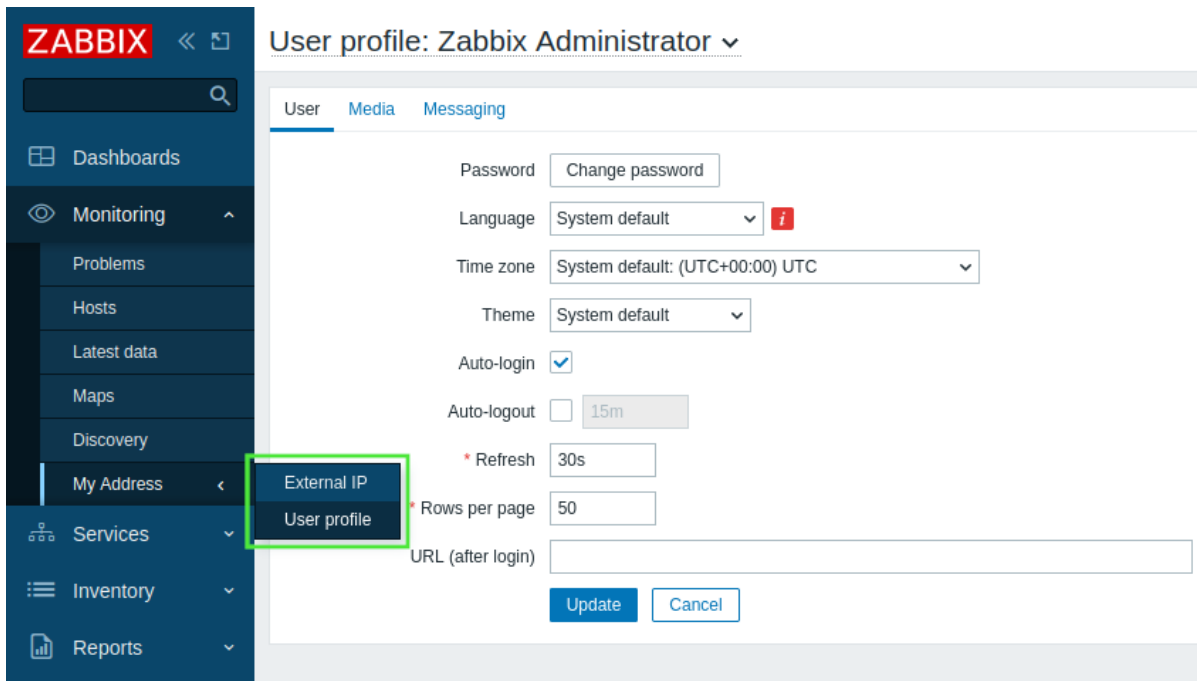 ZABBIX
User profile: Zabbix Administrator
User Media Messaging
Dashboards
Monitoring
Problems
Hosts
Latest data
Maps
Discovery
My Address
External IP
User profile
Services
Inventory
Reports
Password Change password
Language System default i
Time zone System default: (UTC+00:00) UTC
Theme System default
Auto-login
Auto-logout 15m
* Refresh 30s
* Rows per page 50
URL (after login)
Update Cancel